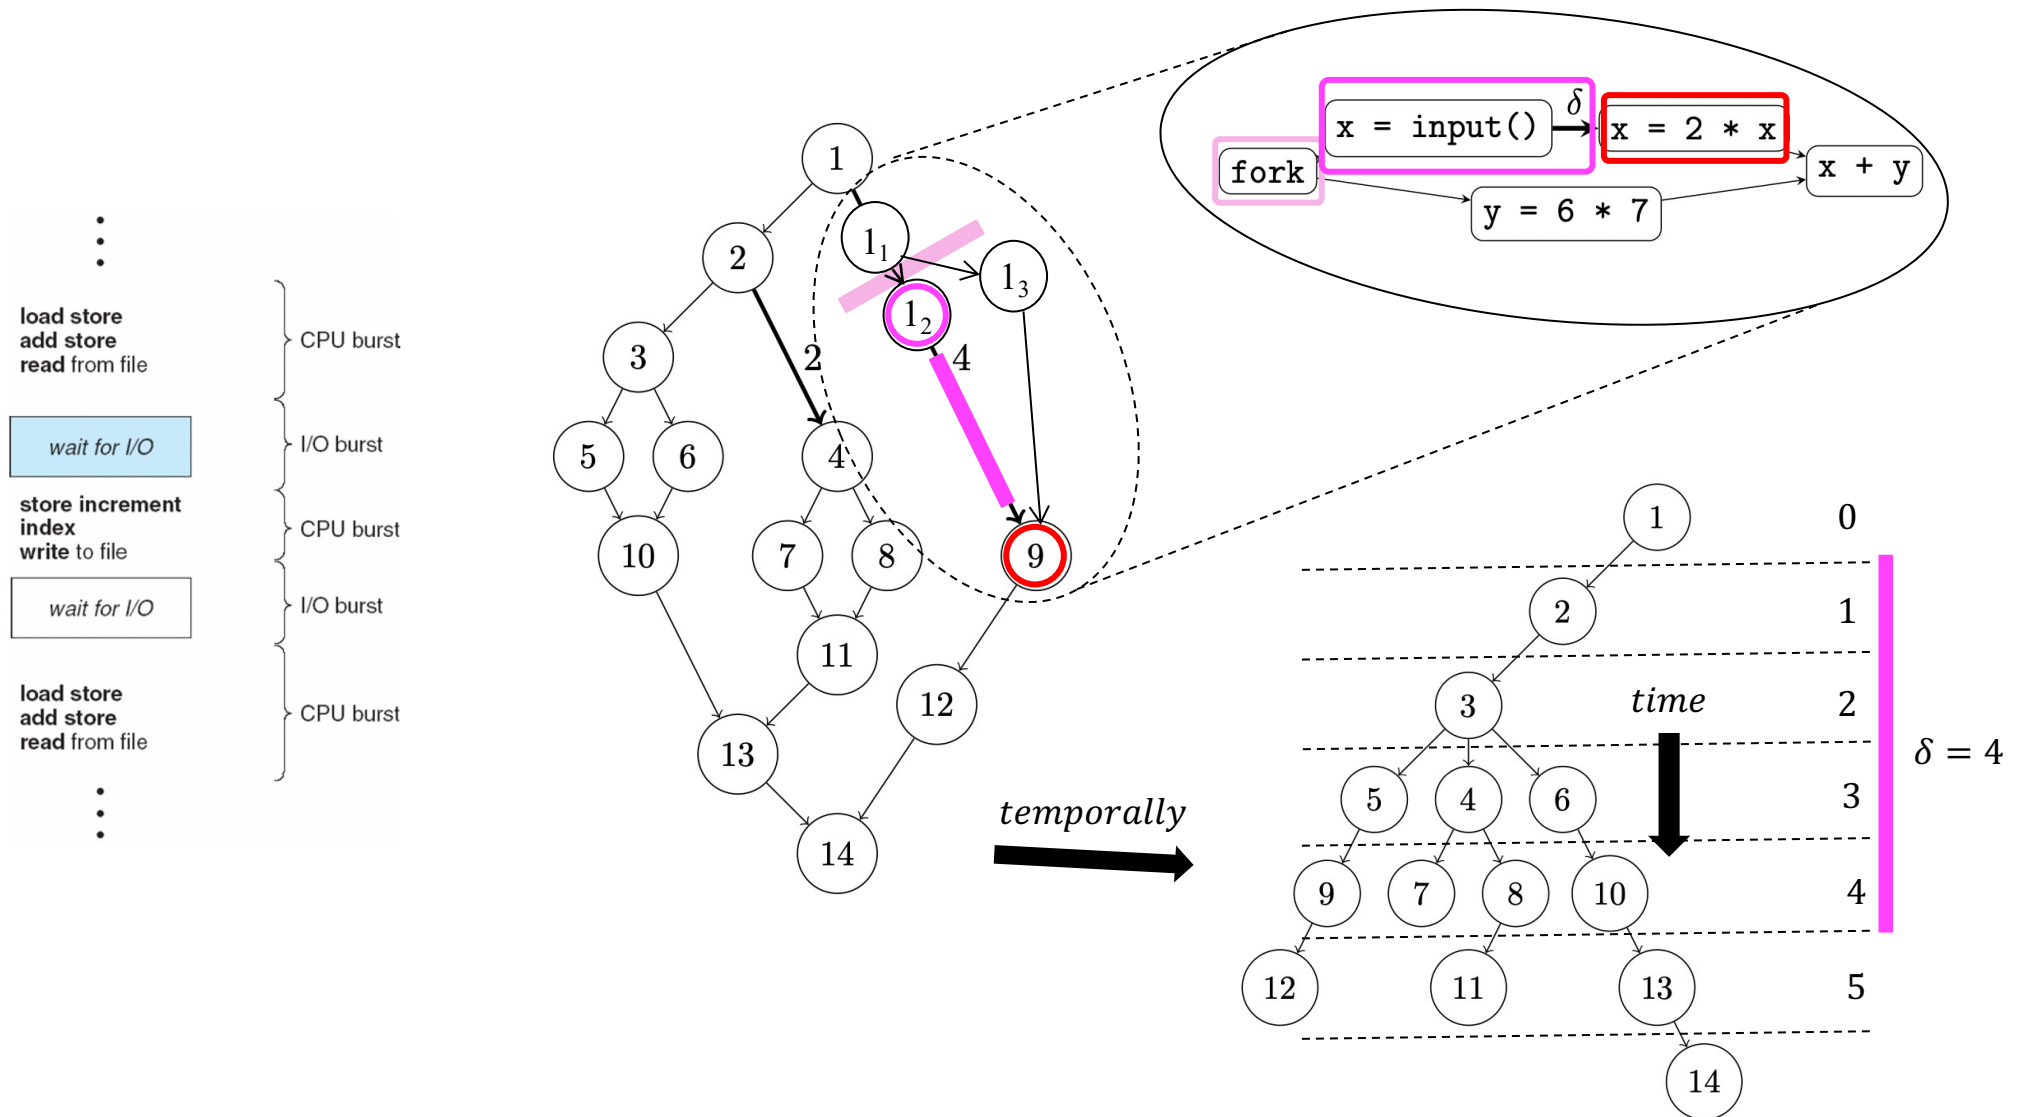 load store
add store
read from file
CPU burst
wait for I/O
I/O burst
store increment
index
write to file
CPU burst
wait for I/O
I/O burst
load store
add store
read from file
CPU burst
1
2
1₁
1₃
1₂
3
2
4
5
6
4
10
7
8
9
11
12
13
14
x = input()
δ
x = 2 * x
fork
x + y
y = 6 * 7
temporally
1
0
2
1
3
time
2
δ = 4
5
4
6
3
9
7
8
10
4
12
11
13
5
14